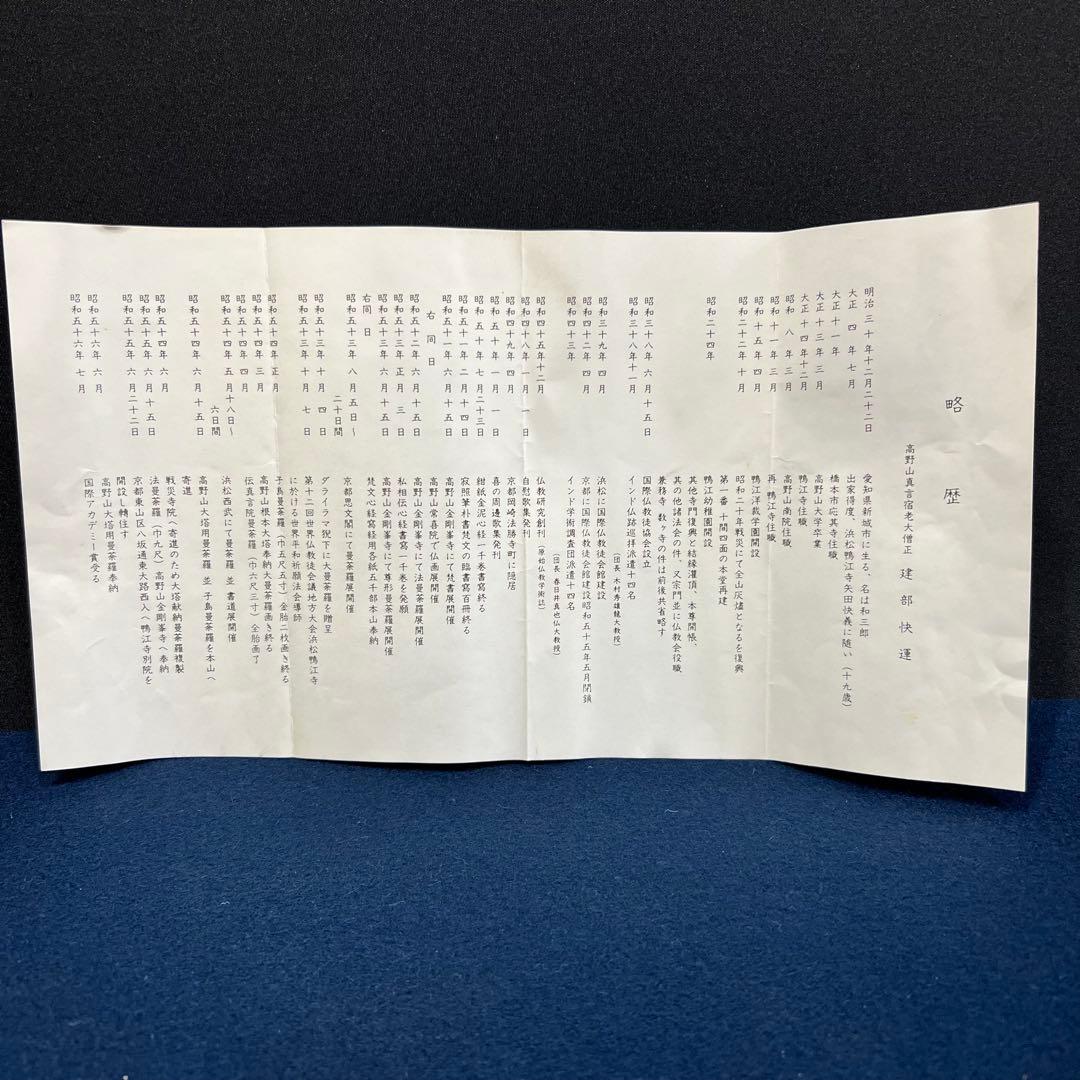 略歴
高野山真言宿老大僧正 建部快運
明治三十年十二月二十二日 愛知県新城市に生る、名は和三郎
大正 四年 七月 出家得度、浜松鴨江寺矢田快義に随い(十九歳)
大正十一年 橋本市応其寺住職
大正十三年 三月 高野山大学卒業
大正十四年十二月 鴨江寺住職
昭和 八年 三月 高野山南院住職
昭和十一年 三月 再 鴨江寺住職
昭和十五年 四月 鴨江洋裁学園開設
昭和二十二年 十月 昭和二十年戦災にて全山灰燼となるを復興
第一番 十間四面の本堂再建
昭和二十四年 鴨江幼稚園開設
其他寺門復興と結縁灌頂、本尊開帳、
其の他諸法会の件、又宗門並に仏教会役職
兼務寺 数ヶ寺の件は前後共省略す
昭和三十八年 六月 十五日 国際仏教徒協会設立
昭和三十八年十一月 インド仏跡巡拝派遣十四名
(団長 木村秀雄龍大教授)
昭和三十九年 四月 浜松に国際仏教徒会館建設
昭和四十二年 四月 京都に国際仏教徒会館建設昭和五十五年五月閉鎖
昭和四十三年 インド学術調査団派遣十四名
(団長 春日井真也仏大教授)
昭和四十五年十二月 仏教研究創刊(原始仏教学術誌)
昭和四十八年 一月 一日 自慰歌集発刊
昭和四十九年 四月 京都岡崎法勝寺町に隠居
昭和五十年 一月 一日 喜の周辺歌集発刊
昭和五十年 七月二十三日 紺紙金泥心経一千巻書寫終る
昭和五十一年 二月十四日 寂照筆朴書梵文の臨書寫百冊終る
昭和五十一年 六月 十五日 高野山金剛峯寺にて梵書展開催
右同日 高野山常喜院で仏画展開催
昭和五十二年 六月 十五日 高野山金剛峯寺にて法曼荼羅展開催
昭和五十三年正月 三日 私相伝心経書寫一千巻を発願
昭和五十三年 六月 十五日 高野山金剛峯寺にて尊形曼荼羅展開催
右同日 梵文心経寫経用各紙五千部本山奉納
昭和五十三年 八月 五日~二十日間 京都思文閣にて曼荼羅展開催
昭和五十三年 十月 四日 ダライラマ猊下に大曼荼羅を贈呈
昭和五十三年 十月 七日 第十二回世界仏教徒会議地方大会浜松鴨江寺
に於ける世界平和祈願法会導師
昭和五十四年正月 子島曼荼羅(巾五尺五寸)金胎二枚画き終る
昭和五十四年 三月 高野山根本大塔奉納大曼荼羅画き終る
昭和五十四年 四月 伝真言院曼荼羅(巾六尺三寸)全胎画了
昭和五十四年 五月十八日~六日間 浜松西武にて曼荼羅 並 書道展開催
昭和五十四年 六月 十五日 高野山大塔用曼荼羅 並 子島曼荼羅を本山へ
寄進
昭和五十四年 六月 戦災寺院へ寄進のため大塔献納曼荼羅複製
昭和五十五年 六月 十五日 法曼荼羅(巾九尺)高野山金剛峯寺へ奉納
昭和五十五年 六月二十二日 京都東山区八坂通東大路西入へ鴨江寺別院を
開設し轉住す
昭和五十六年 六月 高野山大塔用曼荼羅奉納
昭和五十六年 七月 国際アカデミー賞受る